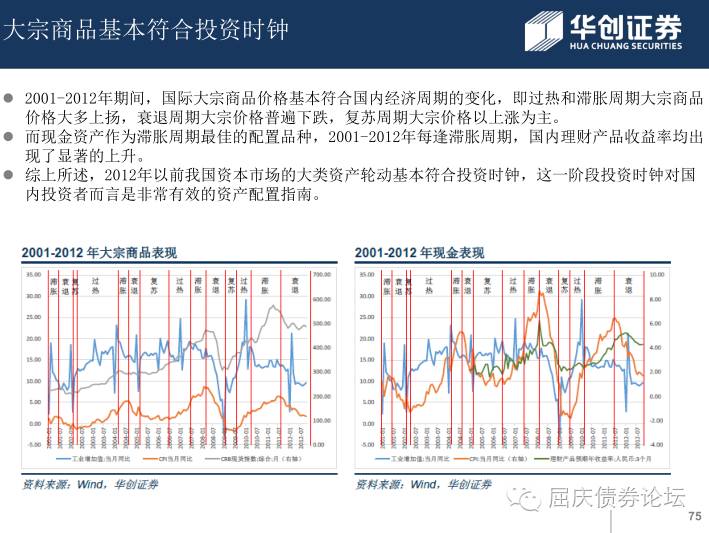 大宗商品基本符合投资时钟
华创证券
HUA CHUANG SECURITIES
● 2001-2012年期间，国际大宗商品价格基本符合国内经济周期的变化，即过热和滞胀周期大宗商品
价格大多上扬，衰退周期大宗价格普遍下跌，复苏周期大宗价格以上涨为主。
● 而现金资产作为滞胀周期最佳的配置品种，2001-2012年每逢滞胀周期，国内理财产品收益率均出
现了显著的上升。
● 综上所述，2012年以前我国资本市场的大类资产轮动基本符合投资时钟，这一阶段投资时钟对国
内投资者而言是非常有效的资产配置指南。
2001-2012 年大宗商品表现
35.00 30.00 25.00 20.00 15.00 10.00 5.00 0.00 -5.00
滞胀 衰退 复苏 过热 滞胀 衰退 复苏 过热 滞胀 衰退 复苏 过热 滞胀 衰退
700.00 600.00 500.00 400.00 300.00 200.00 100.00 0.00
工业增加值:当月同比 CPI:当月同比 CRB现货指数:综合:月（右轴）
资料来源：Wind，华创证券
2001-2012 年现金表现
35.00 30.00 25.00 20.00 15.00 10.00 5.00 0.00 -5.00
滞胀 衰退 复苏 过热 滞胀 衰退 复苏 过热 滞胀 衰退 复苏 过热 滞胀 衰退
10.00 8.00 6.00 4.00 2.00 0.00 -2.00 -4.00
工业增加值:当月同比 CPI:当月同比（右轴） 理财产品预期年收益率:人民币:3个月
资料来源：Wind，华创证券
屈庆债券论坛
75